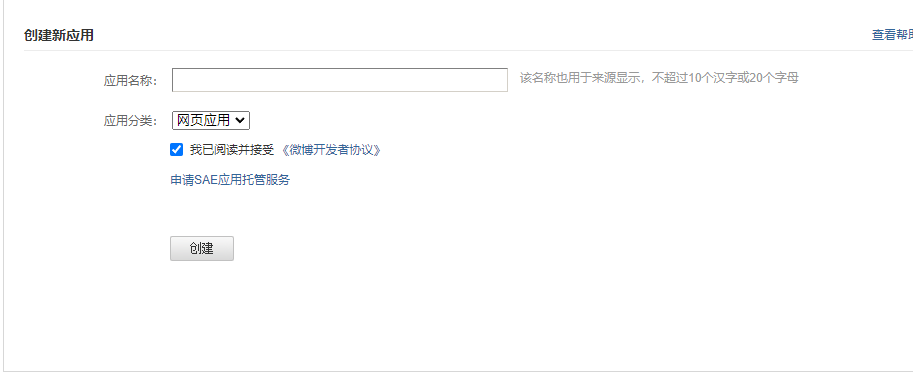 创建新应用 查看帮助
应用名称： 该名称也用于来源显示，不超过10个汉字或20个字母
应用分类： 网页应用
我已阅读并接受 《微博开发者协议》
申请SAE应用托管服务
创建